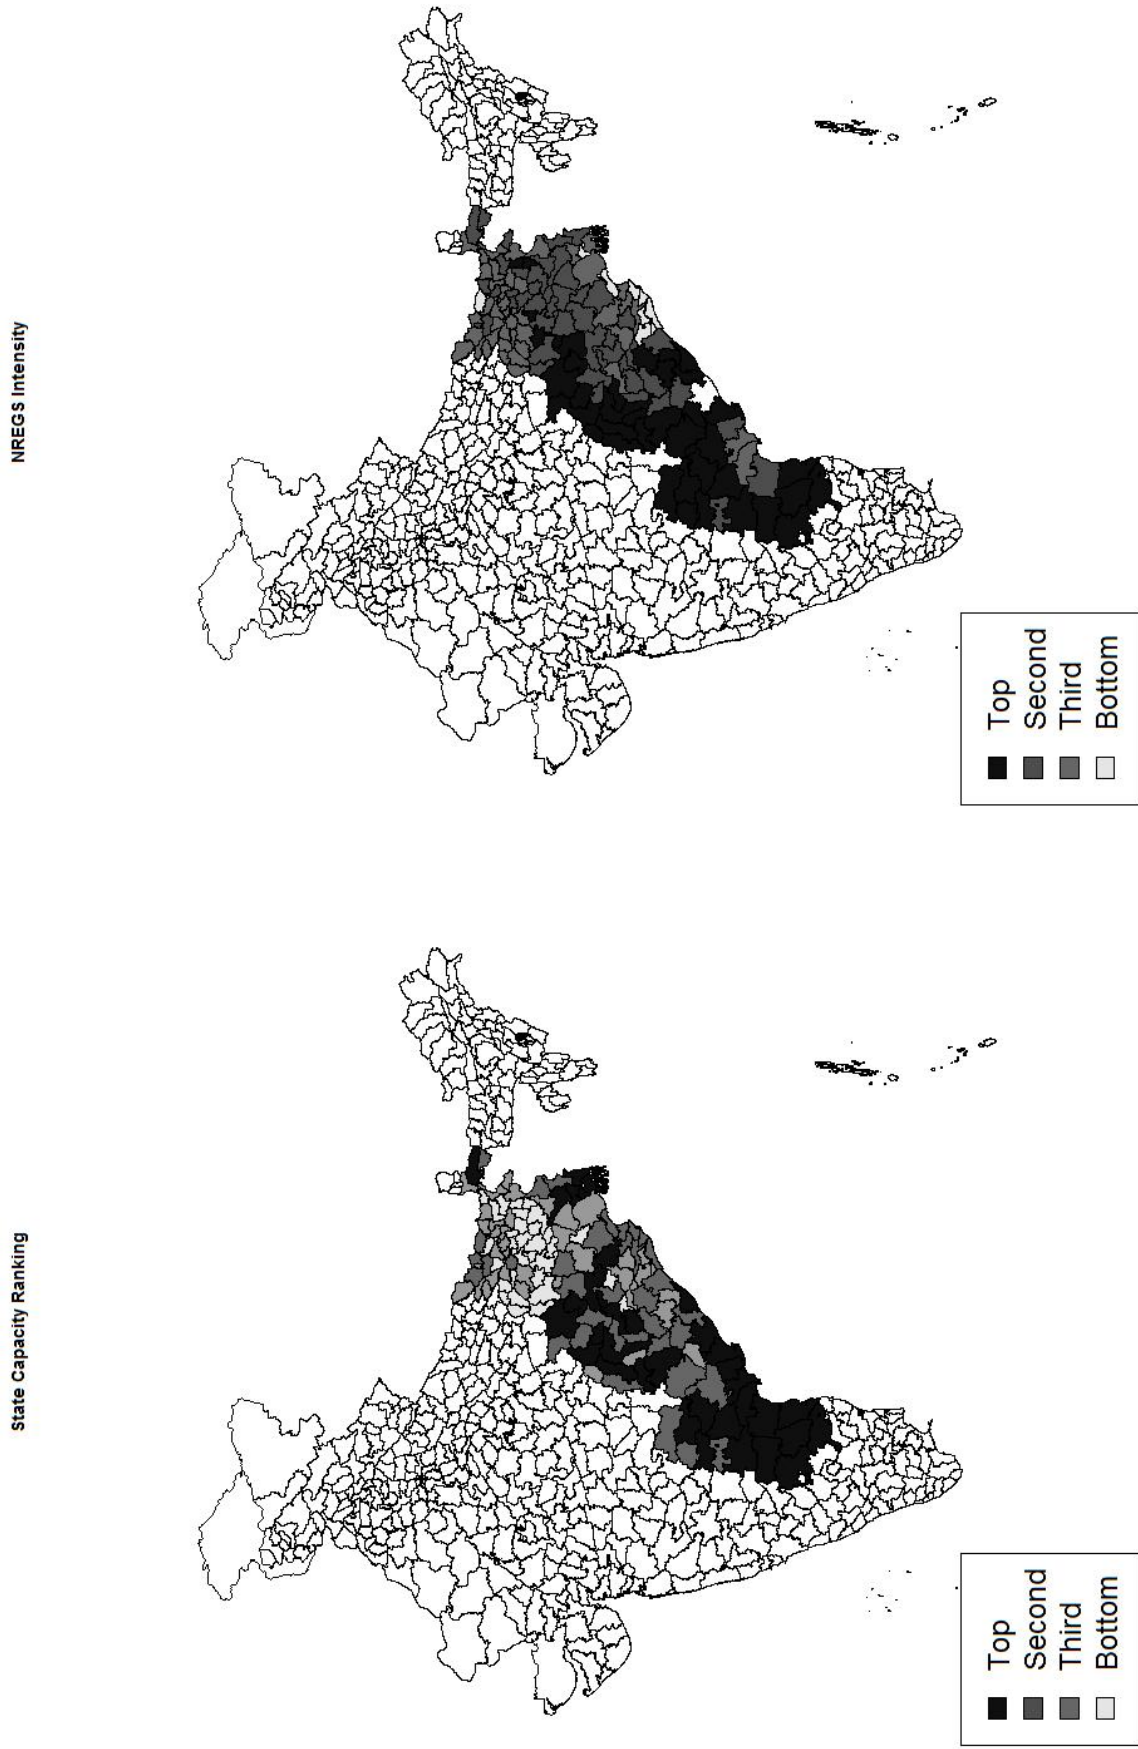 State Capacity Ranking
Top
Second
Third
Bottom
NREGS Intensity
Top
Second
Third
Bottom